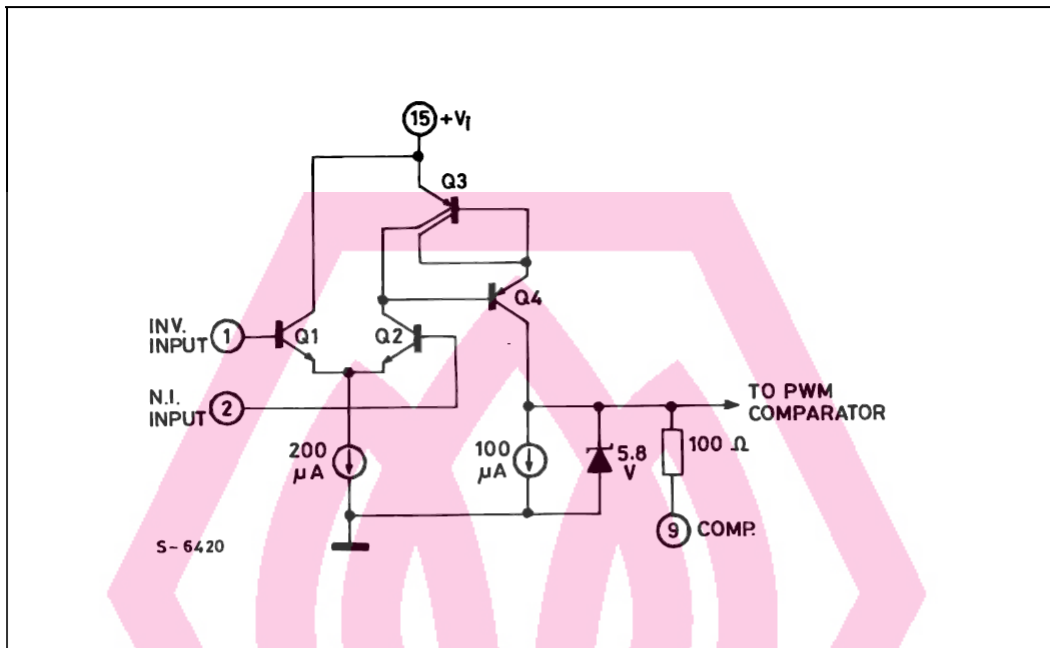 15 +Vi
Q3
Q4
INV.
INPUT 1
Q1 Q2
N.I.
INPUT 2
TO PWM
COMPARATOR
200
µA
100
µA
5.8
V
100 Ω
9 COMP.
S-6420